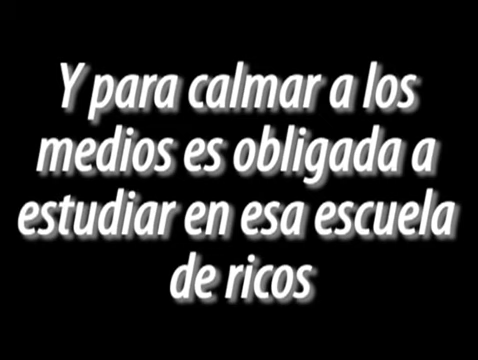 Y para calmar a los
medios es obligada a
estudiar en esa escuela
de ricos